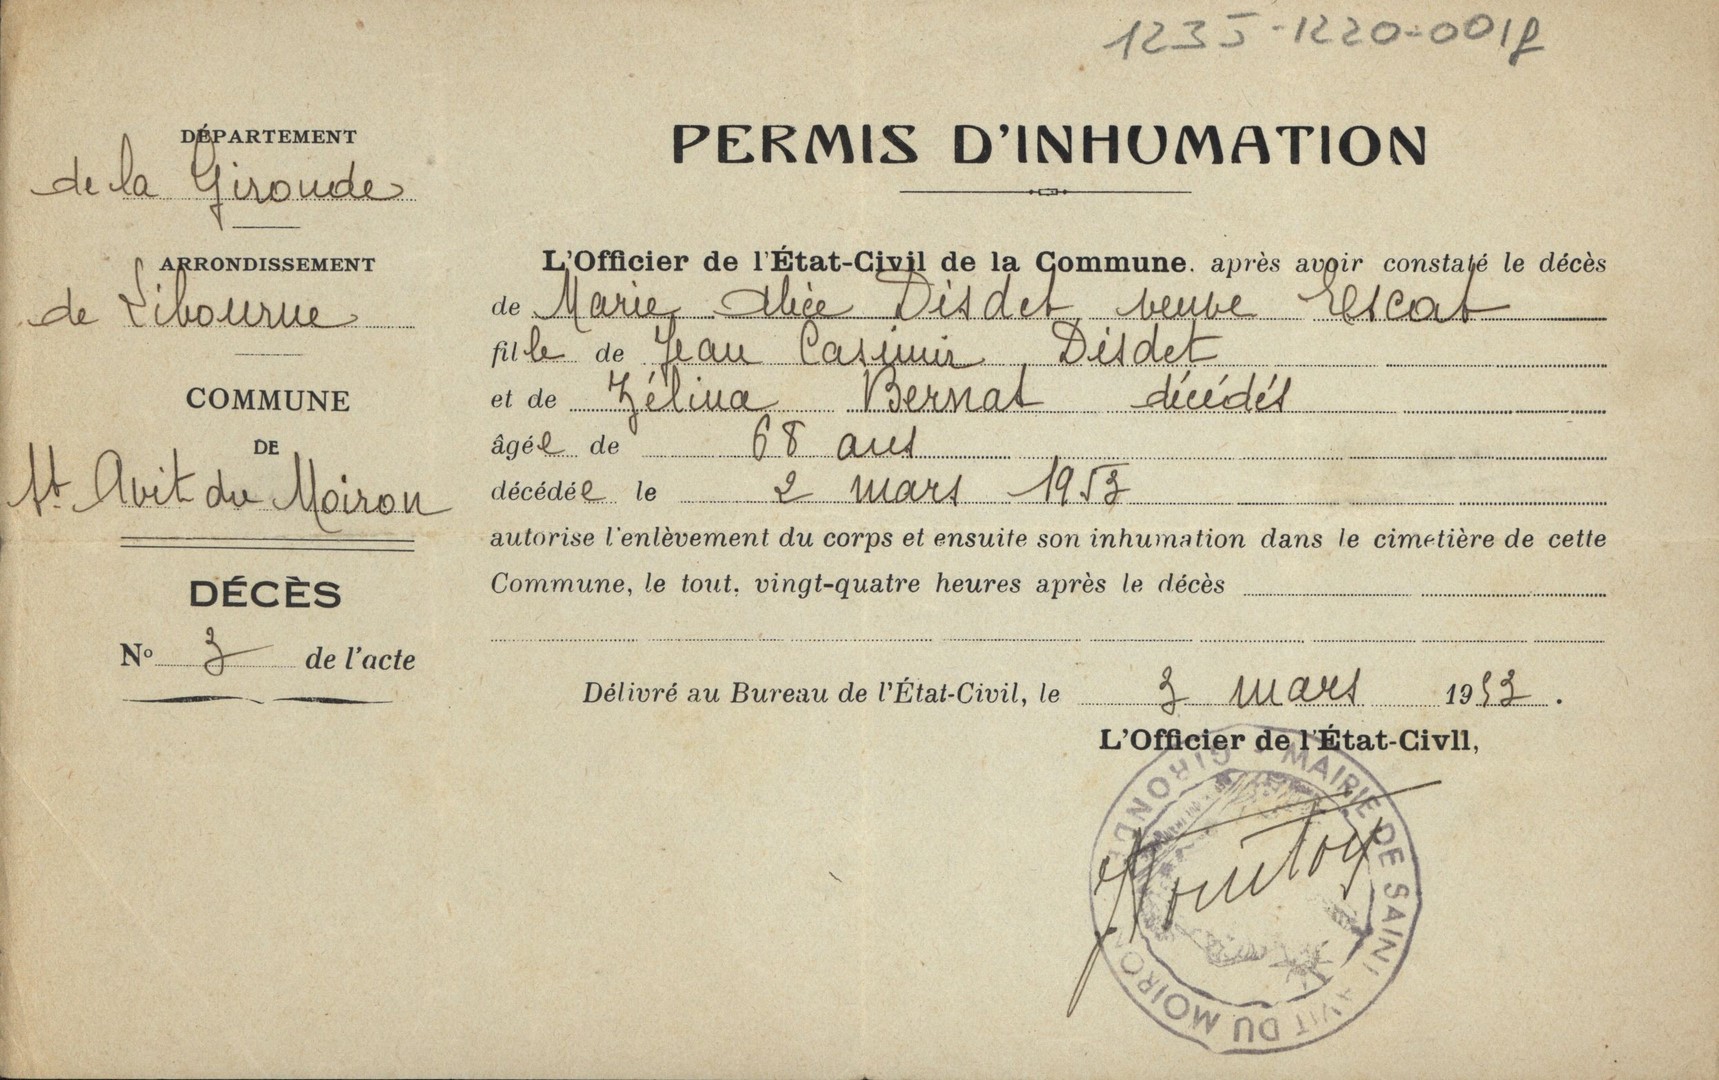 1235-1220-001
DÉPARTEMENT
de la Gironde
ARRONDISSEMENT
de Libourne
COMMUNE
DE
St Avit du Moiron
DÉCÈS
No 3 de l'acte
PERMIS D'INHUMATION
L'Officier de l'État-Civil de la Commune. après avoir constaté le décès
de Marie Alice Disdet veuve Escat
fille de Jean Casimir Disdet
et de Zélina Bernat décédés
âgée de 68 ans
décédée le 2 mars 1953
autorise l'enlèvement du corps et ensuite son inhumation dans le cimetière de cette
Commune, le tout, vingt-quatre heures après le décès
Délivré au Bureau de l'État-Civil, le 3 mars 1953.
L'Officier de l'État-Civil,
MAIRIE DE SAINT AVIT DU MOIRON
GIRONDE